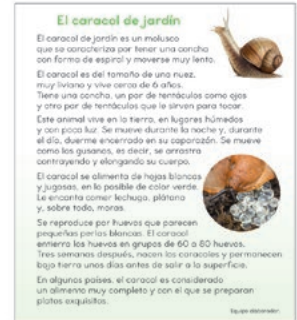 El caracol de jardín
El caracol de jardín es un molusco
que se caracteriza por tener una concha
con forma de espiral y moverse muy lento.
El caracol es del tamaño de una nuez,
muy liviano y vive cerca de 6 años.
Tiene una concha, un par de tentáculos como ojos
y otro par de tentáculos que le sirven para tocar.
Este animal vive en la tierra, en lugares húmedos
y con poca luz. Se mueve durante la noche y, durante
el día, duerme encerrado en su caparazón. Se mueve
como los gusanos, es decir, se arrastra
contrayendo y elongando su cuerpo.
El caracol se alimenta de hojas blancas
y jugosas, en lo posible de color verde.
Le encanta comer lechuga, plátano
y, sobre todo, moras.
Se reproduce por huevos que parecen
pequeñas perlas blancas. El caracol
entierra los huevos en grupos de 60 a 80 huevos.
Tres semanas después, nacen los caracoles y permanecen
bajo tierra unos días antes de salir a la superficie.
En algunos países, el caracol es considerado
un alimento muy completo y con el que se preparan
platos exquisitos.
Equipo elaborador.